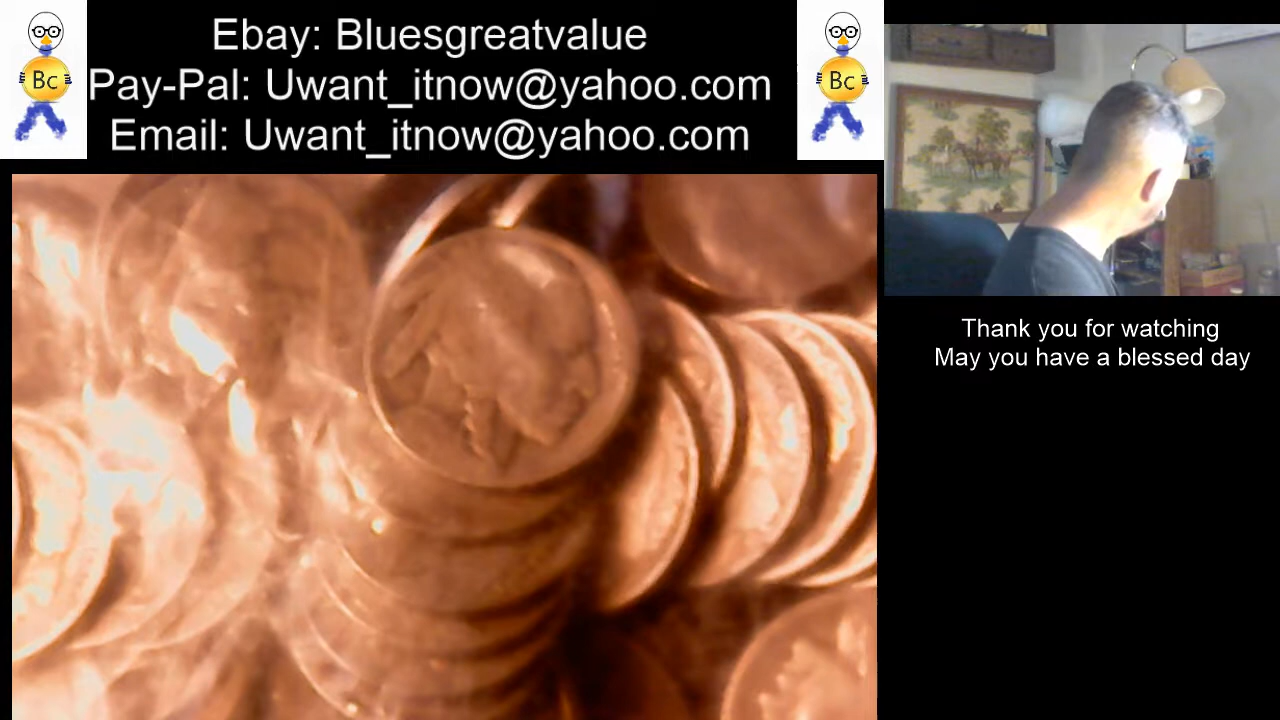 Ebay: Bluesgreatvalue
Pay-Pal: Uwant_itnow@yahoo.com
Email: Uwant_itnow@yahoo.com
Bc
Bc
Thank you for watching
May you have a blessed day